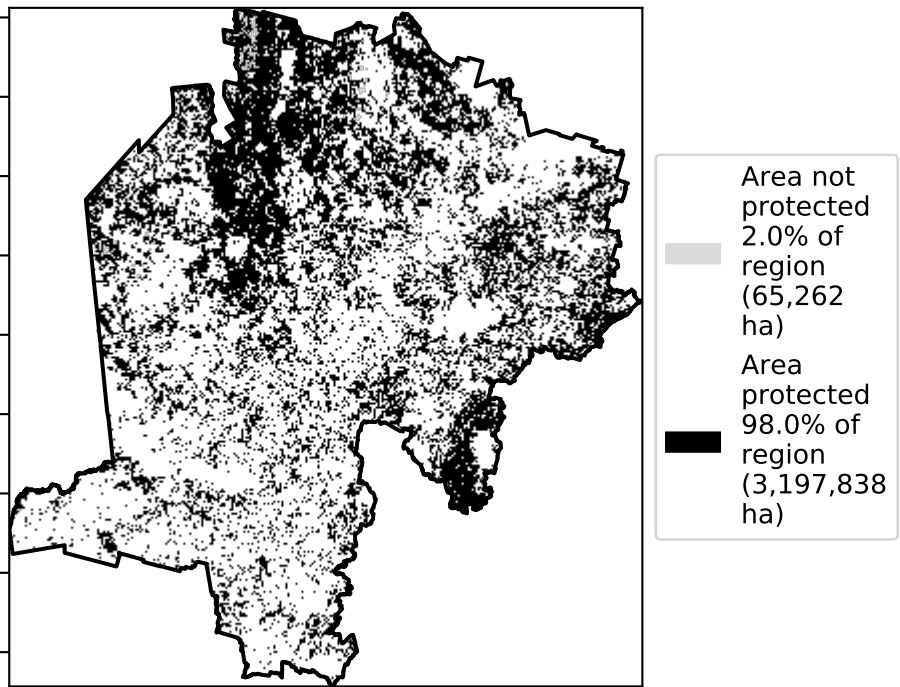 Area not
protected
2.0% of
region
(65,262
ha)
Area
protected
98.0% of
region
(3,197,838
ha)